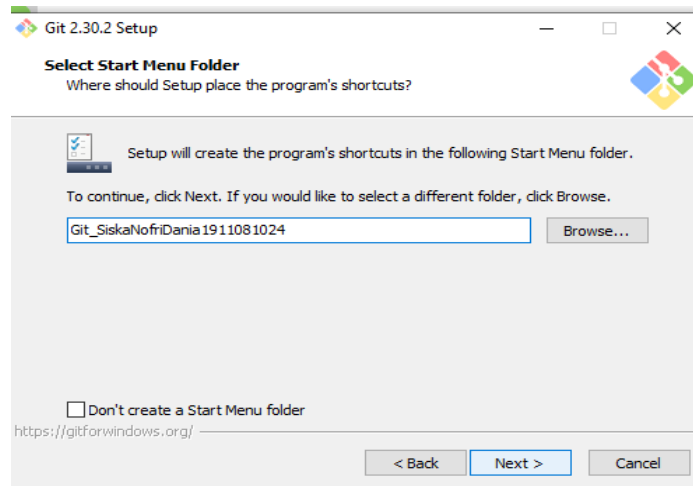 Git 2.30.2 Setup
Select Start Menu Folder
Where should Setup place the program's shortcuts?
Setup will create the program's shortcuts in the following Start Menu folder.
To continue, click Next. If you would like to select a different folder, click Browse.
Git_SiskaNofriDania1911081024
Browse...
Don't create a Start Menu folder
https://gitforwindows.org/
< Back
Next >
Cancel